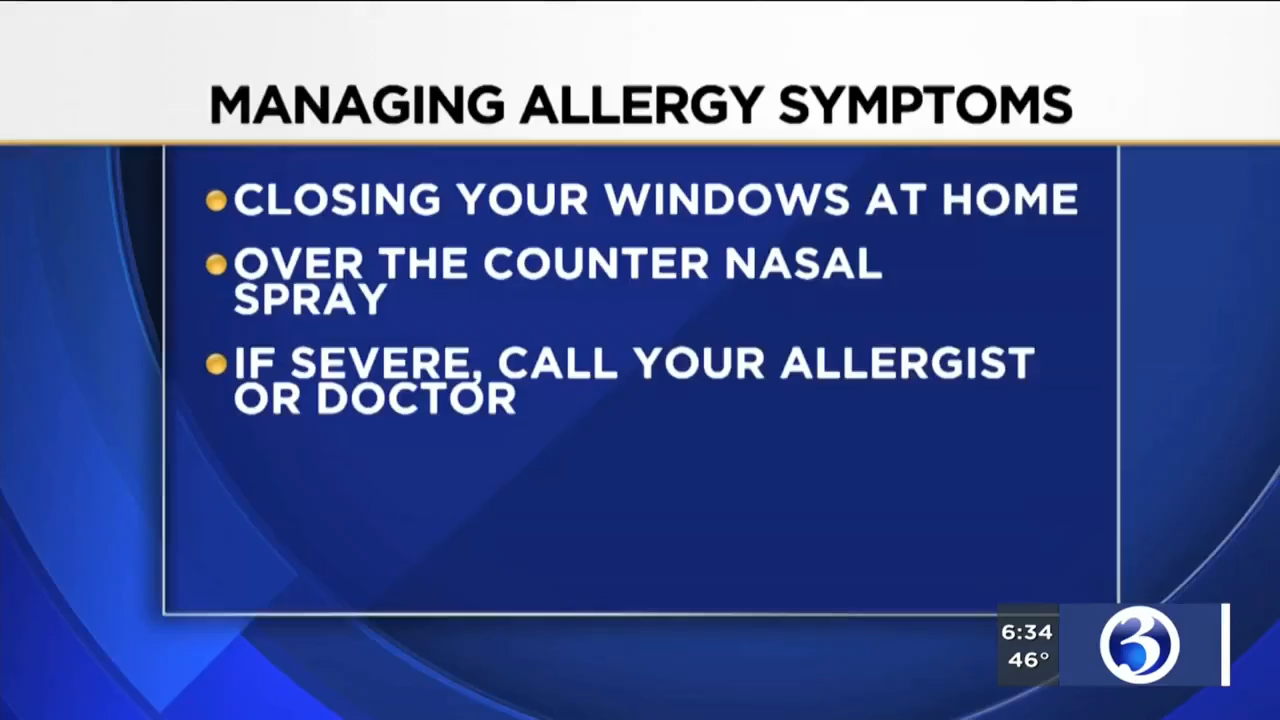 MANAGING ALLERGY SYMPTOMS
CLOSING YOUR WINDOWS AT HOME
OVER THE COUNTER NASAL
SPRAY
IF SEVERE, CALL YOUR ALLERGIST
OR DOCTOR
6:34
46°
3